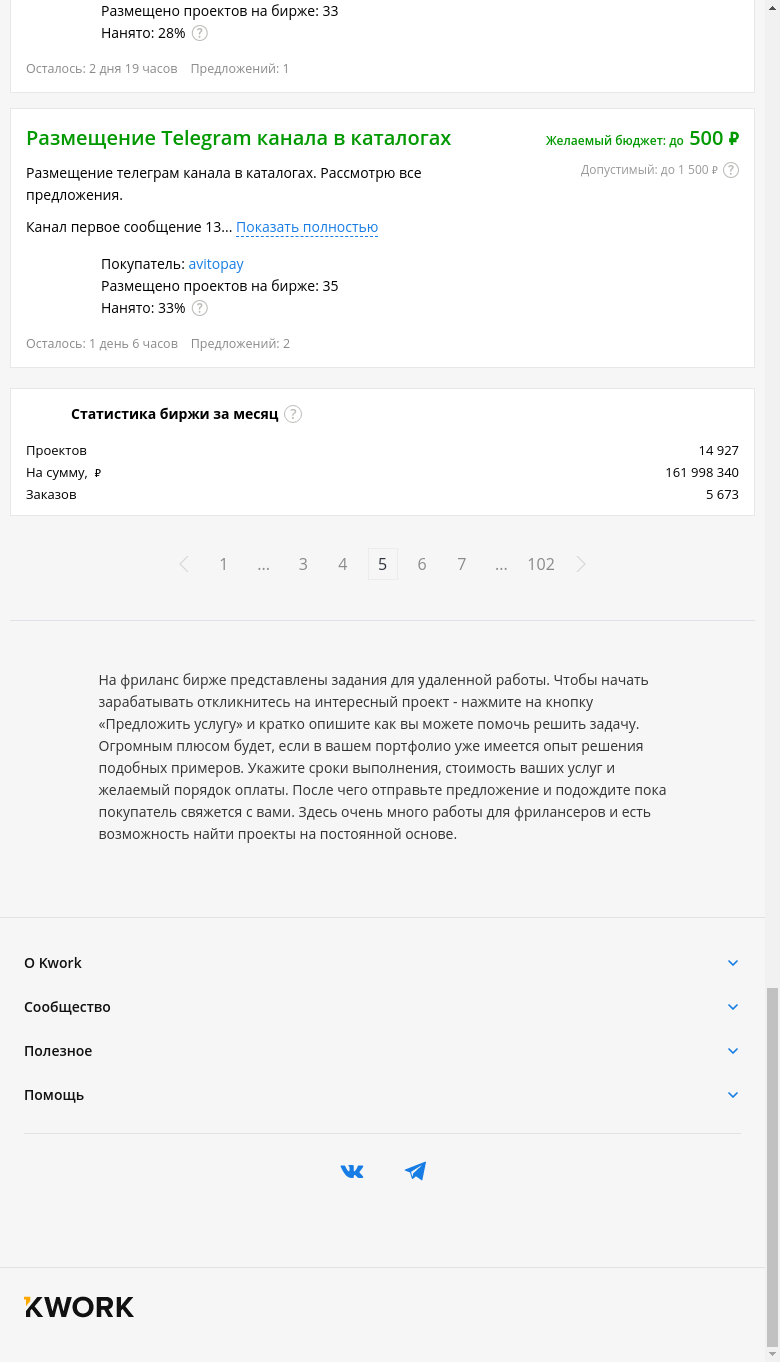 Размещено проектов на бирже: 33
Нанято: 28% ?
Осталось: 2 дня 19 часов Предложений: 1
Размещение Telegram канала в каталогах
Желаемый бюджет: до 500 ₽
Допустимый: до 1 500 ₽ ?
Размещение телеграм канала в каталогах. Рассмотрю все
предложения.
Канал первое сообщение 13... Показать полностью
Покупатель: avitopay
Размещено проектов на бирже: 35
Нанято: 33% ?
Осталось: 1 день 6 часов Предложений: 2
Статистика биржи за месяц ?
Проектов 14 927
На сумму, ₽ 161 998 340
Заказов 5 673
1 ... 3 4 5 6 7 ... 102
На фриланс бирже представлены задания для удаленной работы. Чтобы начать
зарабатывать откликнитесь на интересный проект - нажмите на кнопку
«Предложить услугу» и кратко опишите как вы можете помочь решить задачу.
Огромным плюсом будет, если в вашем портфолио уже имеется опыт решения
подобных примеров. Укажите сроки выполнения, стоимость ваших услуг и
желаемый порядок оплаты. После чего отправьте предложение и подождите пока
покупатель свяжется с вами. Здесь очень много работы для фрилансеров и есть
возможность найти проекты на постоянной основе.
О Kwork
Сообщество
Полезное
Помощь
KWORK